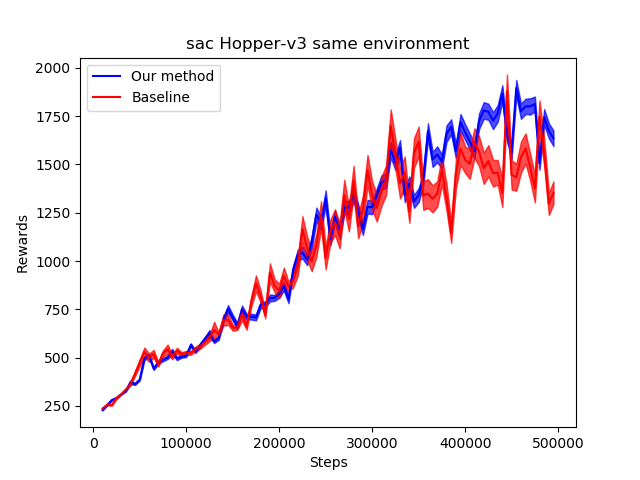 sac Hopper-v3 same environment
Our method
Baseline
2000
1750
1500
1250
1000
750
500
250
Rewards
0 100000 200000 300000 400000 500000
Steps